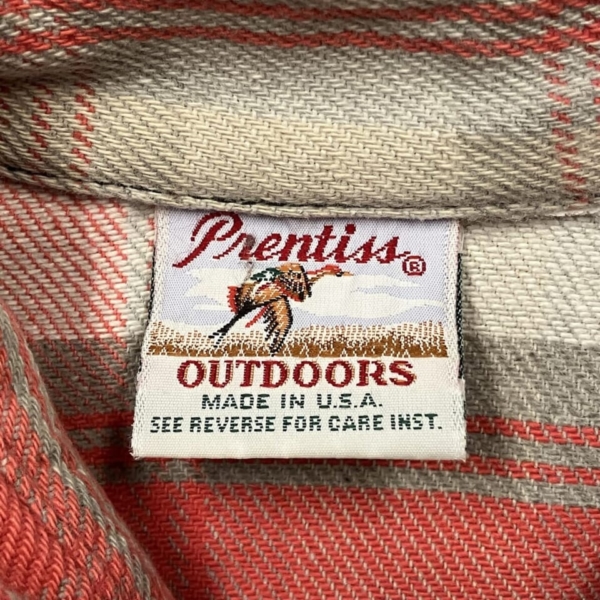 Prentiss®
OUTDOORS
MADE IN U.S.A.
SEE REVERSE FOR CARE INST.